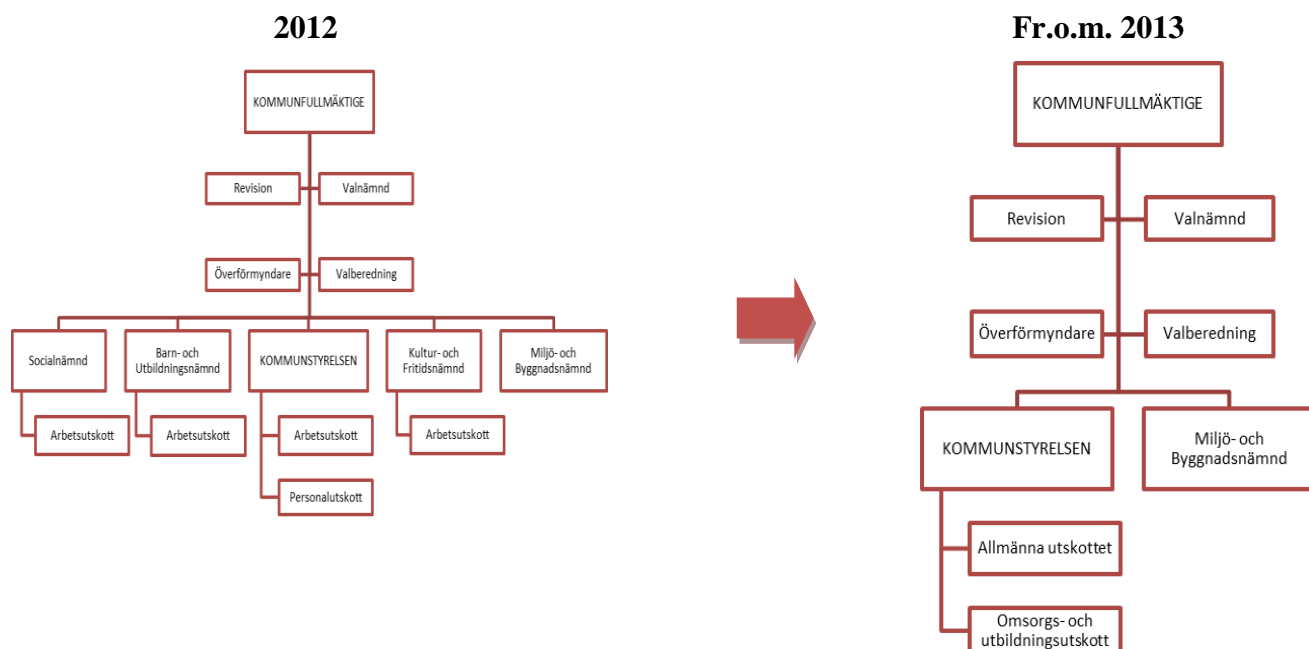 2012
KOMMUNFULLMÄKTIGE
Revision
Valnämnd
Överförmyndare
Valberedning
Socialnämnd
Barn- och
Utbildningsnämnd
KOMMUNSTYRELSEN
Kultur- och
Fritidsnämnd
Miljö- och
Byggnadsnämnd
Arbetsutskott
Arbetsutskott
Arbetsutskott
Arbetsutskott
Personalutskott
Fr.o.m. 2013
KOMMUNFULLMÄKTIGE
Revision
Valnämnd
Överförmyndare
Valberedning
KOMMUNSTYRELSEN
Miljö- och
Byggnadsnämnd
Allmänna utskottet
Omsorgs- och
utbildningsutskott